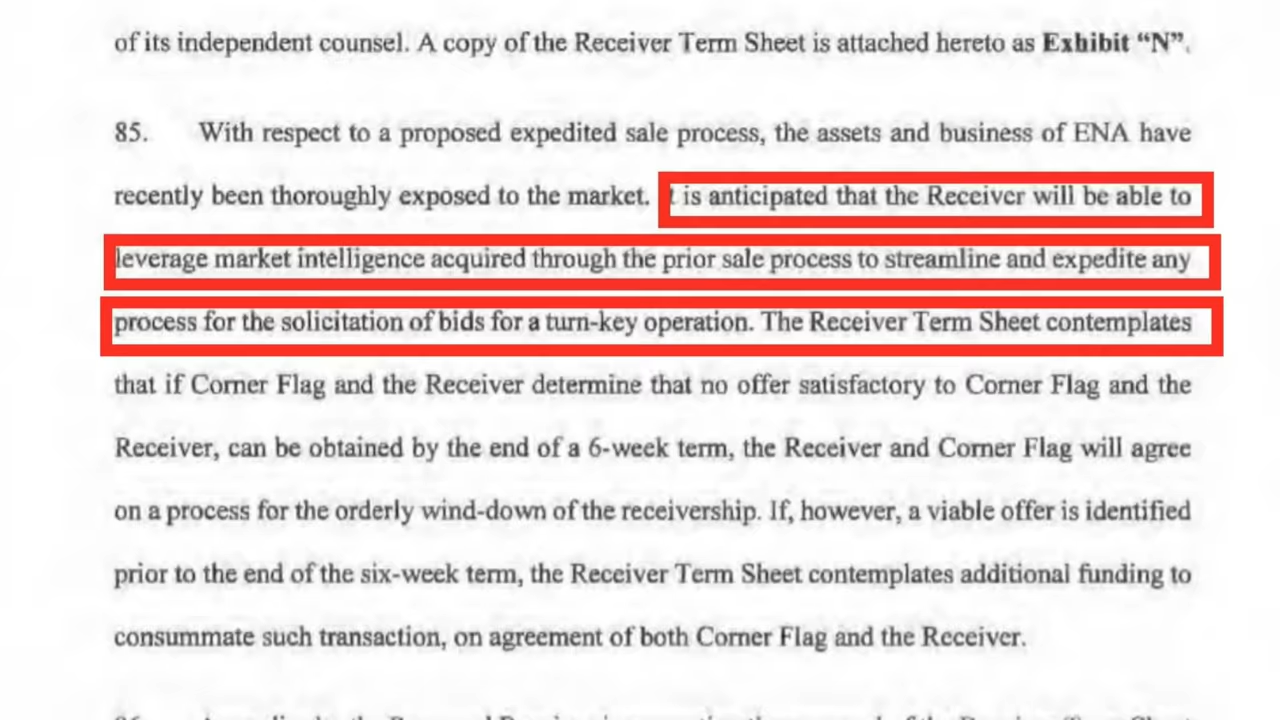 of its independent counsel. A copy of the Receiver Term Sheet is attached hereto as Exhibit “N”.
85. With respect to a proposed expedited sale process, the assets and business of ENA have
recently been thoroughly exposed to the market. t is anticipated that the Receiver will be able to
leverage market intelligence acquired through the prior sale process to streamline and expedite any
process for the solicitation of bids for a turn-key operation. The Receiver Term Sheet contemplates
that if Corner Flag and the Receiver determine that no offer satisfactory to Corner Flag and the
Receiver, can be obtained by the end of a 6-week term, the Receiver and Corner Flag will agree
on a process for the orderly wind-down of the receivership. If, however, a viable offer is identified
prior to the end of the six-week term, the Receiver Term Sheet contemplates additional funding to
consummate such transaction, on agreement of both Corner Flag and the Receiver.